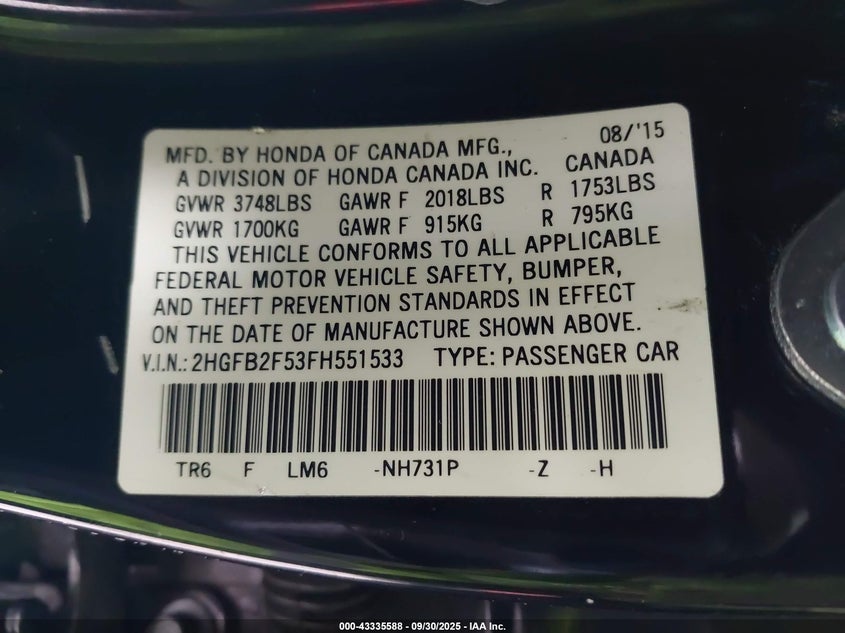 08/'15
MFD. BY HONDA OF CANADA MFG.,
A DIVISION OF HONDA CANADA INC. CANADA
GVWR 3748LBS GAWR F 2018LBS R 1753LBS
GVWR 1700KG GAWR F 915KG R 795KG
THIS VEHICLE CONFORMS TO ALL APPLICABLE
FEDERAL MOTOR VEHICLE SAFETY, BUMPER,
AND THEFT PREVENTION STANDARDS IN EFFECT
ON THE DATE OF MANUFACTURE SHOWN ABOVE.
V.I.N.: 2HGFB2F53FH551533 TYPE: PASSENGER CAR
TR6 F LM6 -NH731P -Z -H
000-43335588 - 09/30/2025 - IAA Inc.